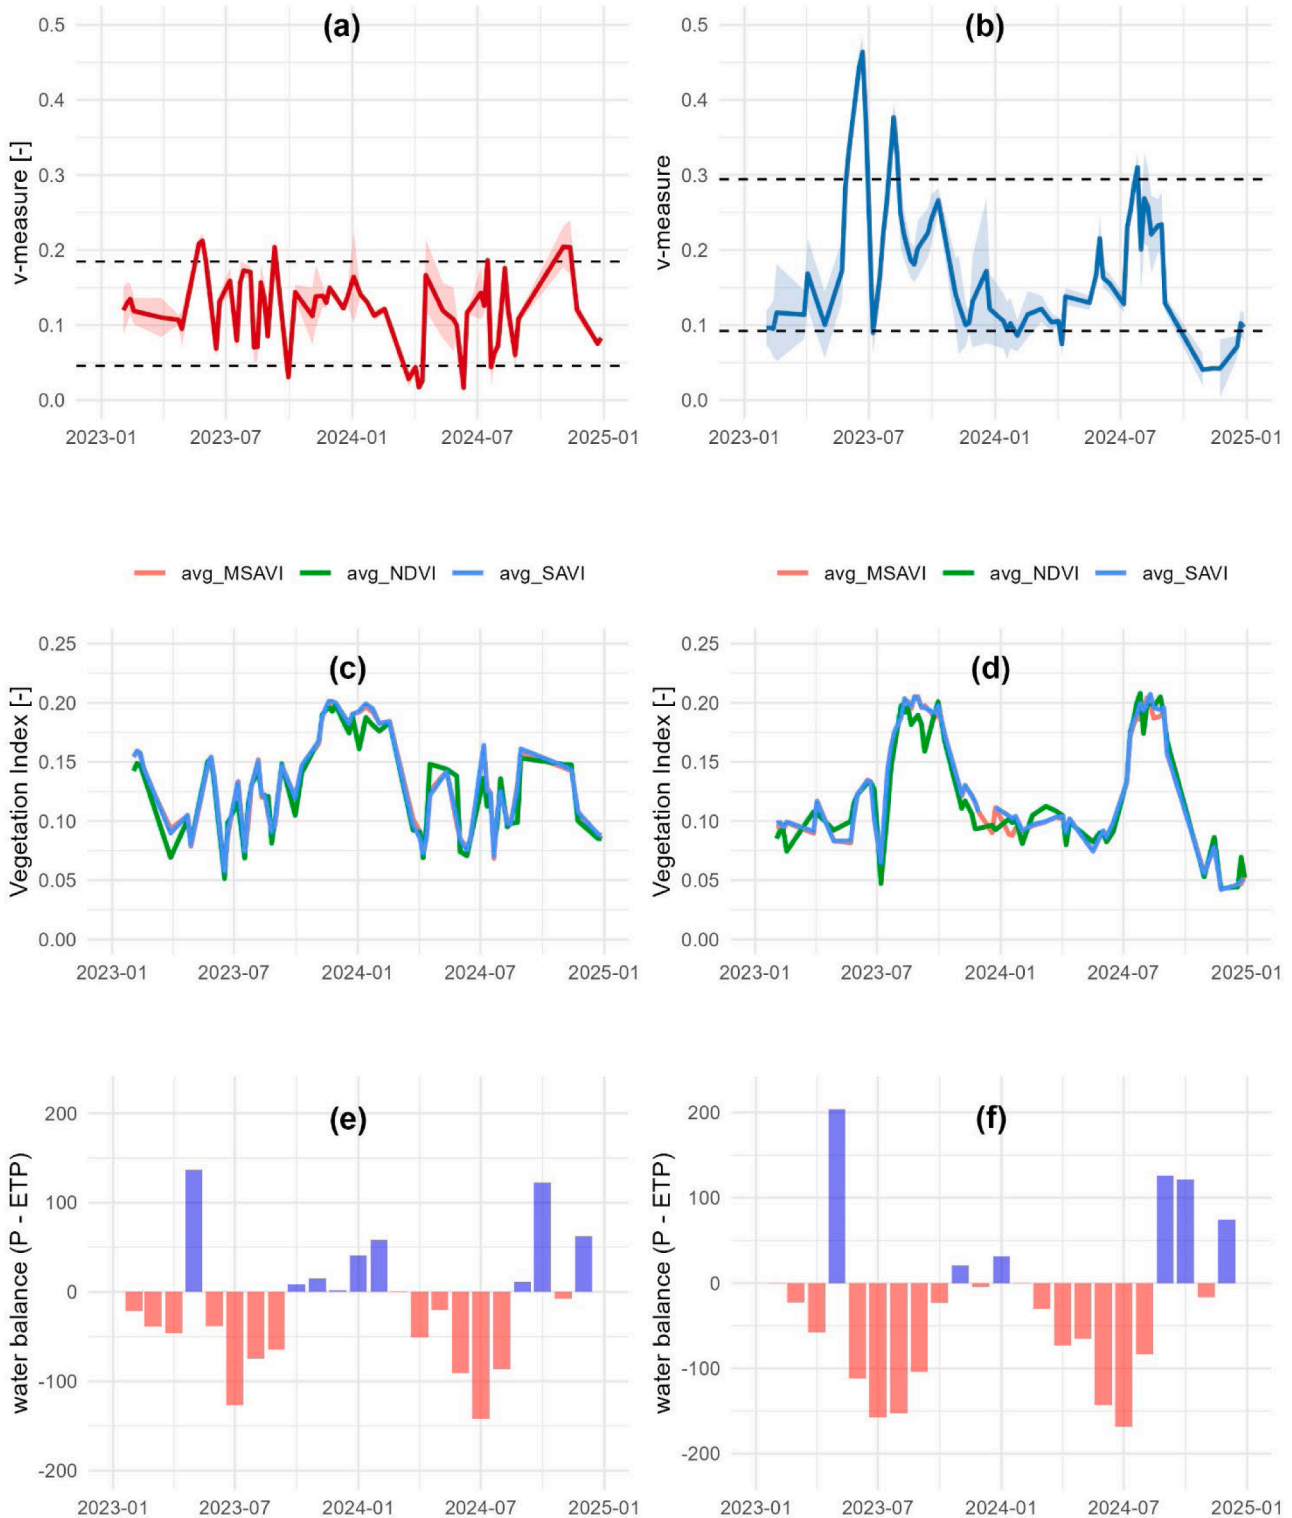 (a)
v-measure [-]
0.5
0.4
0.3
0.2
0.1
0.0
2023-01 2023-07 2024-01 2024-07 2025-01
(b)
v-measure
0.5
0.4
0.3
0.2
0.1
0.0
2023-01 2023-07 2024-01 2024-07 2025-01
avg_MSAVI avg_NDVI avg_SAVI
(c)
Vegetation Index [-]
0.25
0.20
0.15
0.10
0.05
0.00
2023-01 2023-07 2024-01 2024-07 2025-01
avg_MSAVI avg_NDVI avg_SAVI
(d)
Vegetation Index [-]
0.25
0.20
0.15
0.10
0.05
0.00
2023-01 2023-07 2024-01 2024-07 2025-01
(e)
water balance (P - ETP)
200
100
0
-100
-200
2023-01 2023-07 2024-01 2024-07 2025-01
(f)
water balance (P - ETP)
200
100
0
-100
-200
2023-01 2023-07 2024-01 2024-07 2025-01